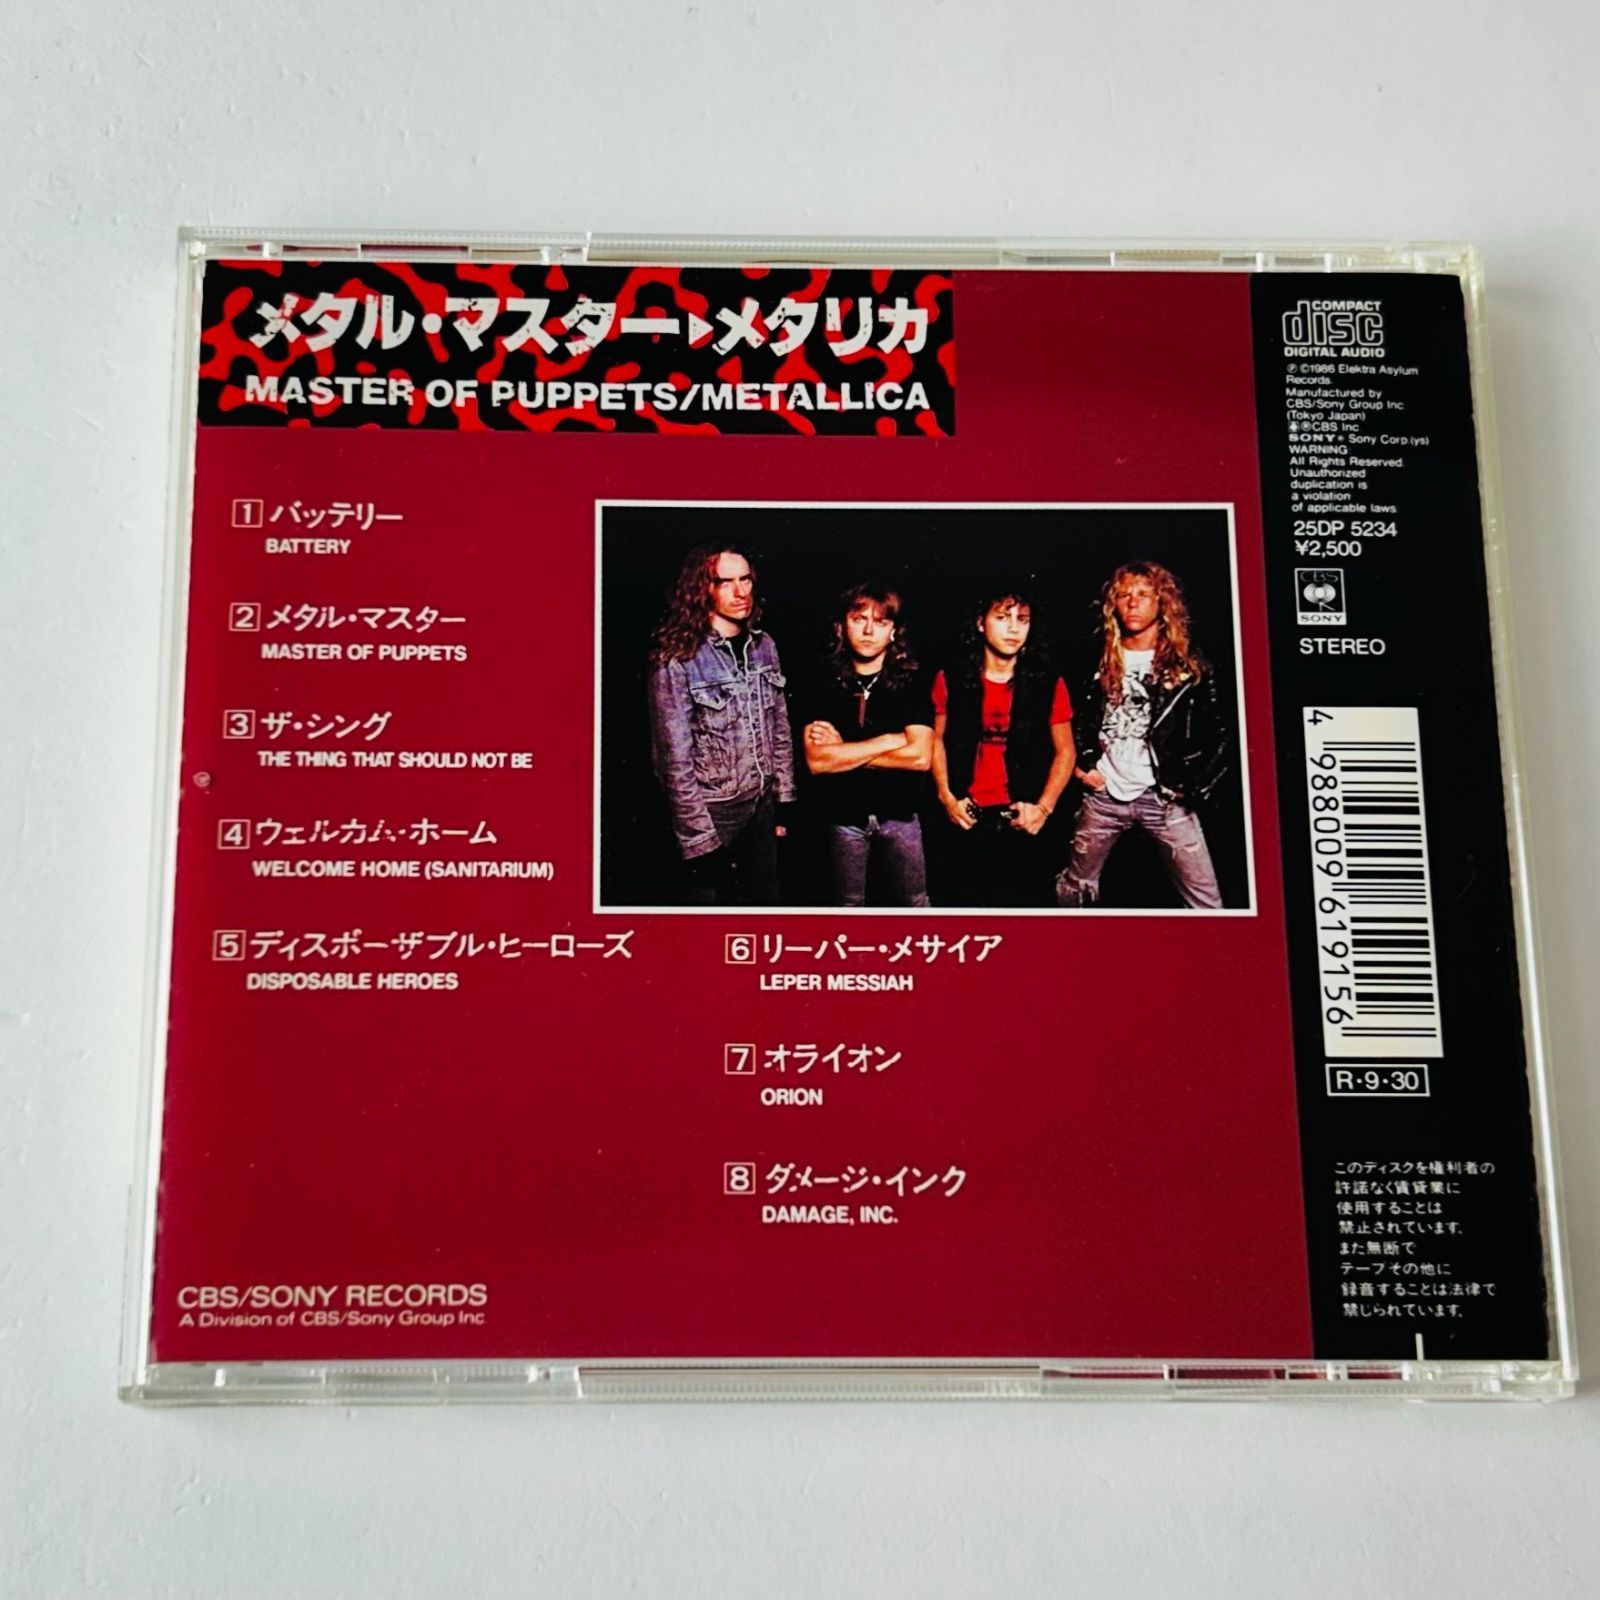 メタル・マスター▷メタリカ
MASTER OF PUPPETS/METALLICA
1 バッテリー
BATTERY
2 メタル・マスター
MASTER OF PUPPETS
3 ザ・シング
THE THING THAT SHOULD NOT BE
4 ウェルカム・ホーム
WELCOME HOME (SANITARIUM)
5 ディスポーザブル・ヒーローズ
DISPOSABLE HEROES
6 リーパー・メサイア
LEPER MESSIAH
7 オライオン
ORION
8 ダメージ・インク
DAMAGE, INC.
CBS/SONY RECORDS
A Division of CBS/Sony Group Inc
COMPACT
disc
DIGITAL AUDIO
℗ ©1986 Elektra Asylum
Records.
Manufactured by
CBS/Sony Group Inc.
(Tokyo Japan)
®CBS Inc.
SONY® Sony Corp.(ys)
WARNING
All Rights Reserved.
Unauthorized
duplication is
a violation
of applicable laws.
25DP 5234
¥2,500
CBS
SONY
STEREO
4 988009 619156
R・9・30
このディスクを権利者の
許諾なく賃貸業に
使用することは
禁止されています。
また無断で
テープその他に
録音することは法律で
禁じられています。